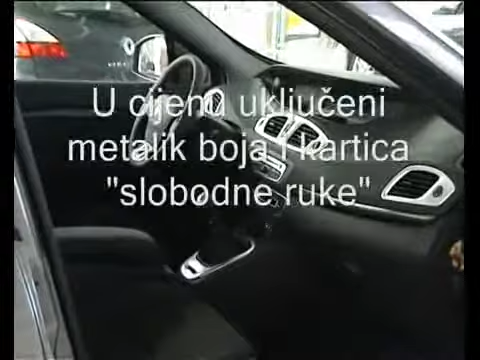 U cijenu uključeni
metalik boja i kartica
"slobodne ruke"